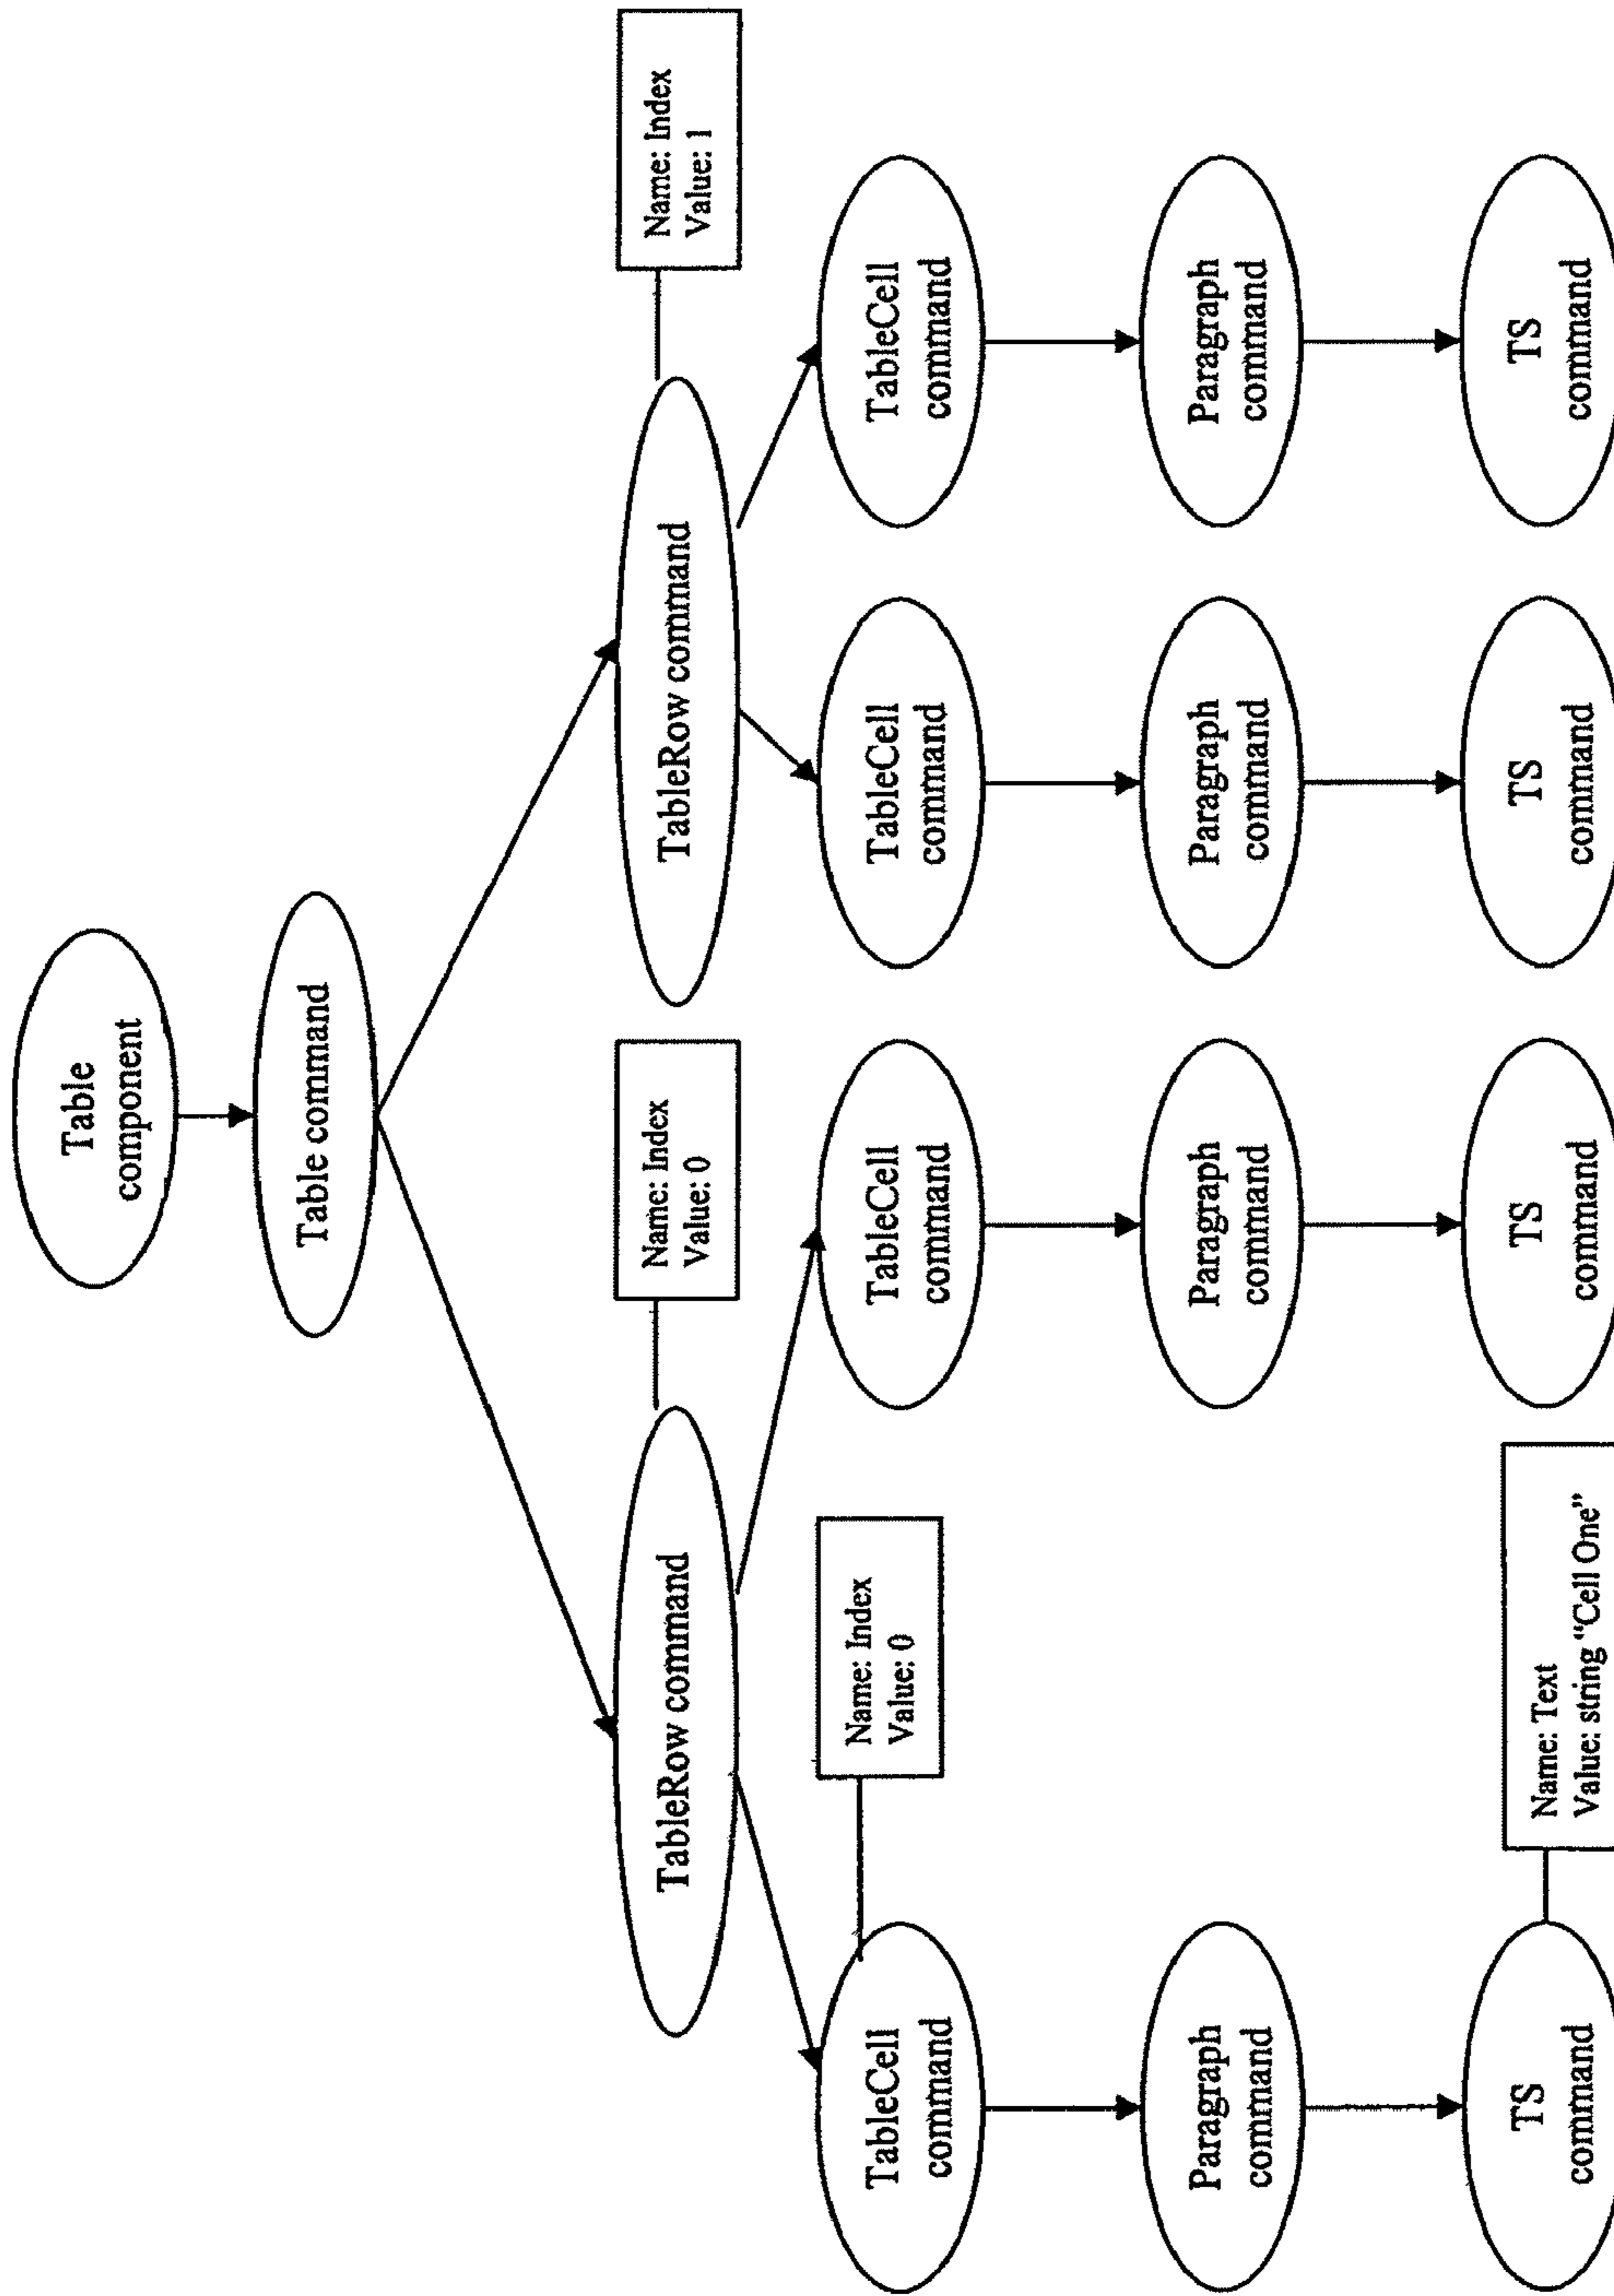 Table
component
Table command
TableRow command
Name: Index
Value: 0
TableRow command
Name: Index
Value: 1
TableCell
command
Name: Index
Value: 0
TableCell
command
TableCell
command
TableCell
command
Paragraph
command
Paragraph
command
Paragraph
command
Paragraph
command
TS
command
Name: Text
Value: string “Cell One”
TS
command
TS
command
TS
command